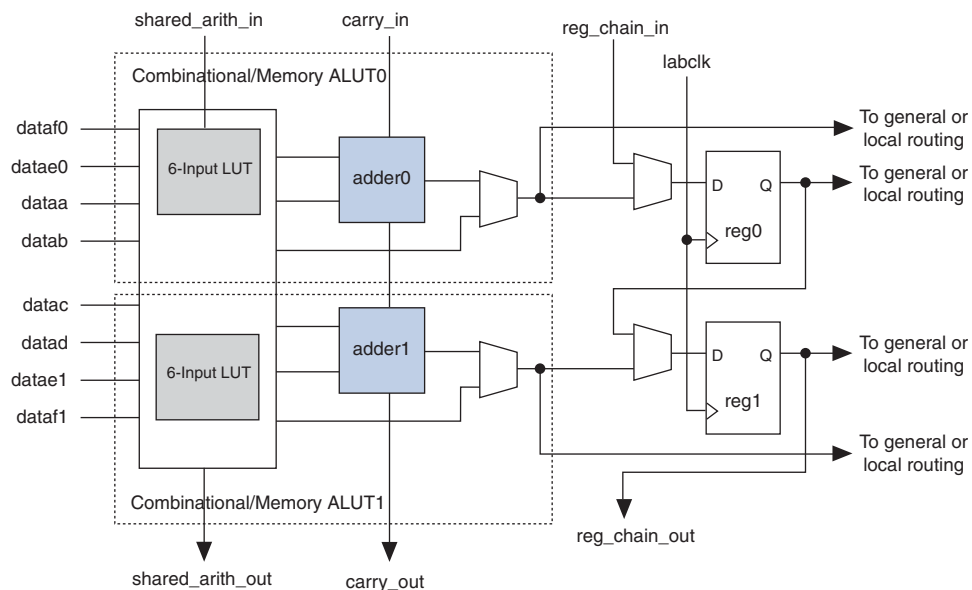 shared_arith_in
carry_in
reg_chain_in
labclk
Combinational/Memory ALUT0
dataf0
datae0
dataa
datab
6-Input LUT
adder0
D Q
reg0
To general or
local routing
To general or
local routing
datac
datad
datae1
dataf1
6-Input LUT
adder1
D Q
reg1
To general or
local routing
To general or
local routing
Combinational/Memory ALUT1
reg_chain_out
shared_arith_out
carry_out